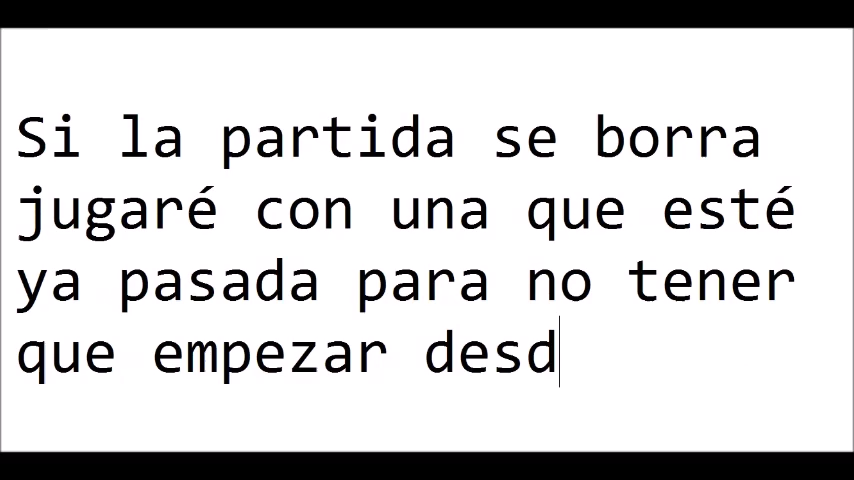 Si la partida se borra
jugaré con una que esté
ya pasada para no tener
que empezar desd